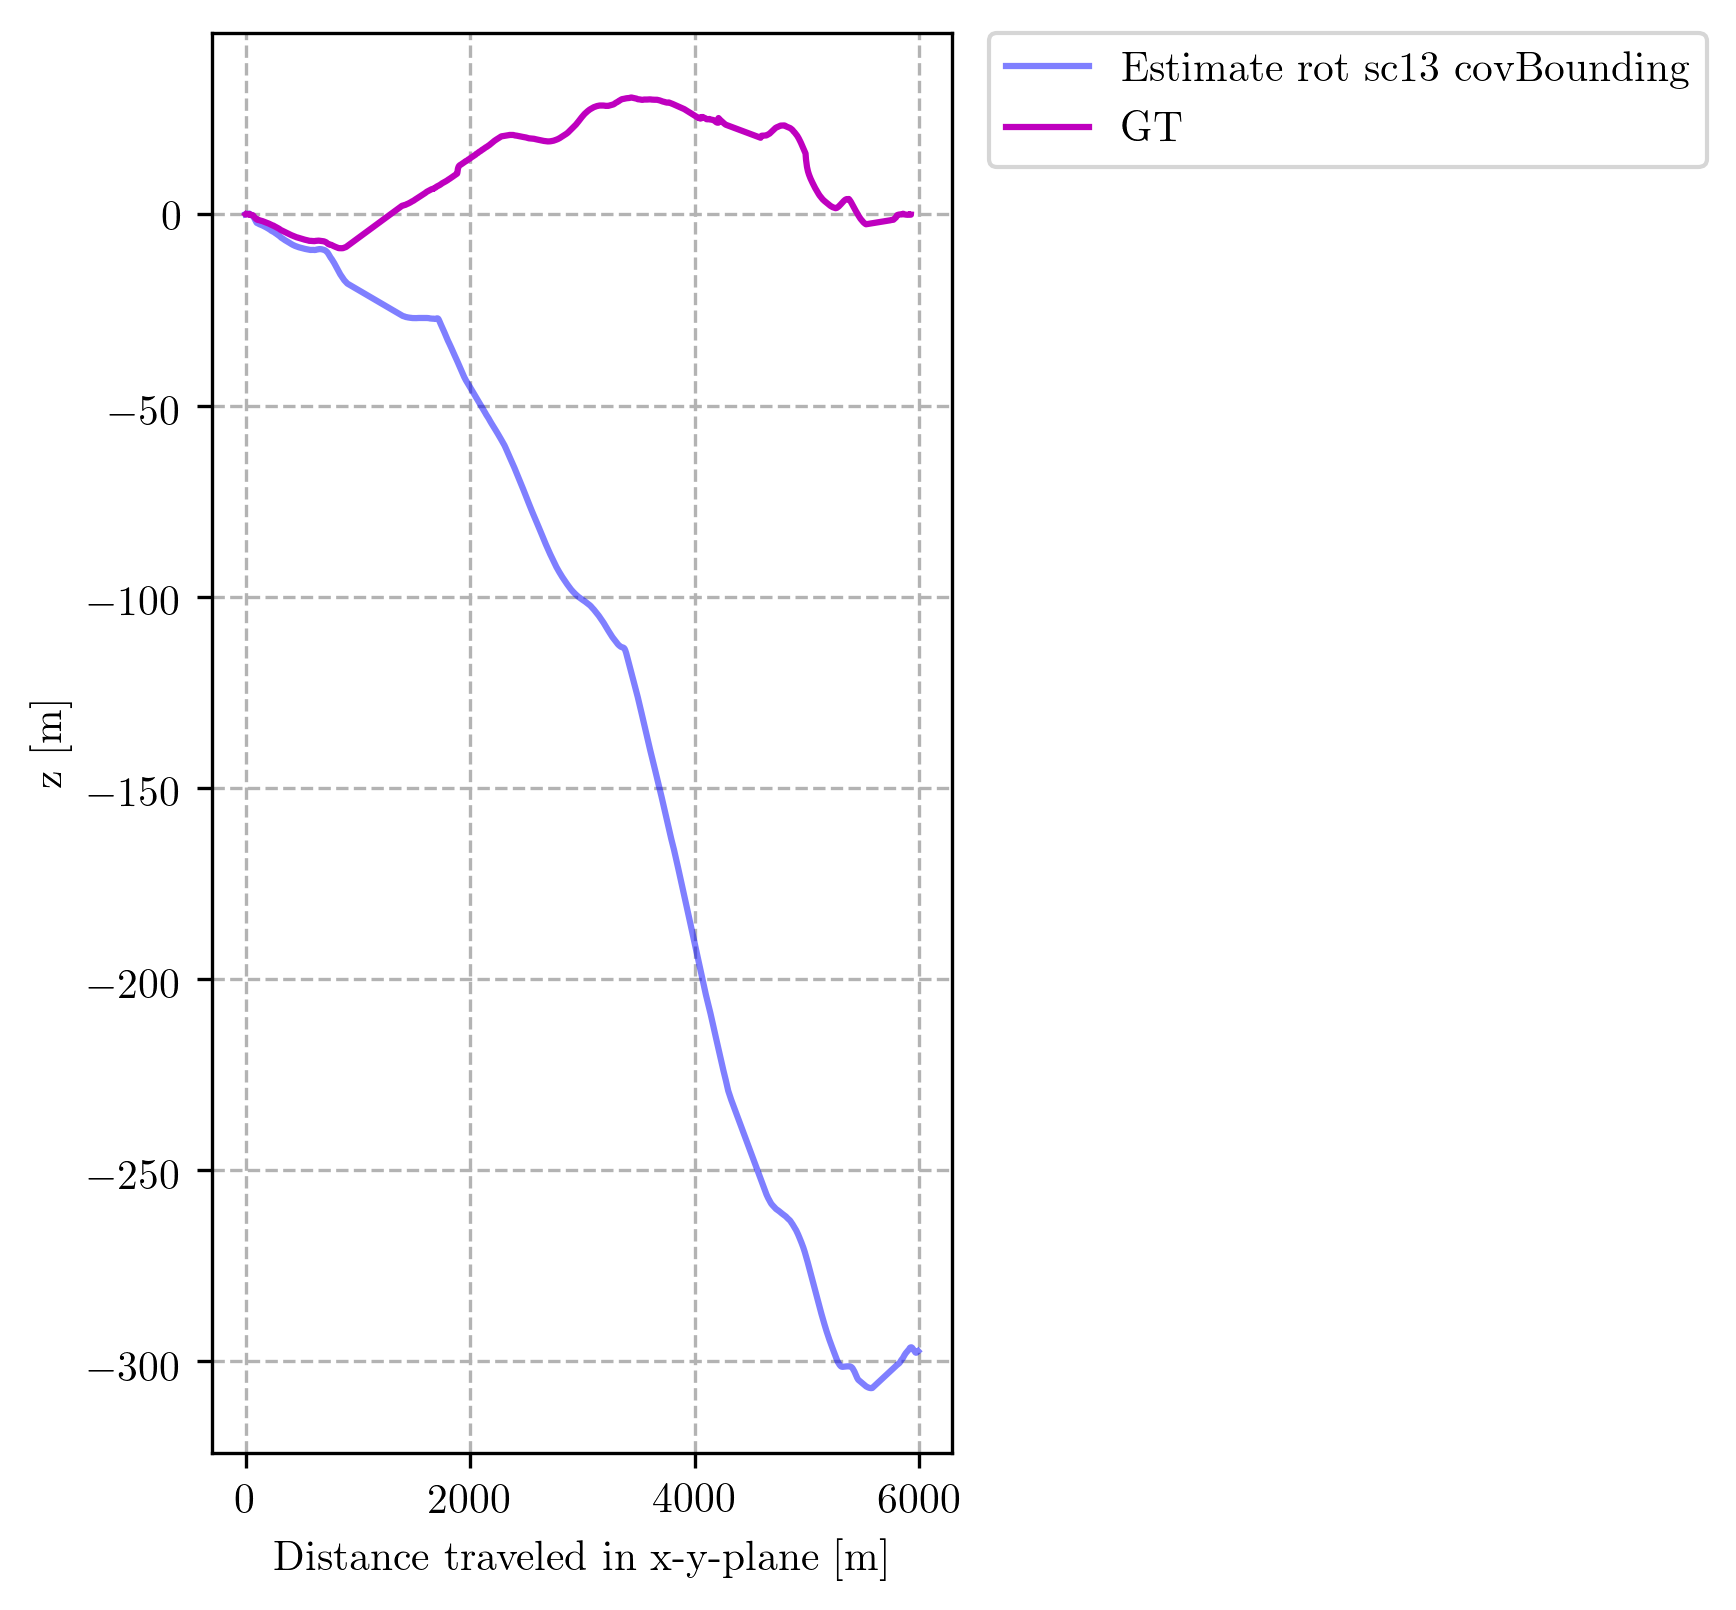 Estimate rot sc13 covBounding
GT
0
−50
−100
−150
−200
−250
−300
z [m]
0 2000 4000 6000
Distance traveled in x-y-plane [m]